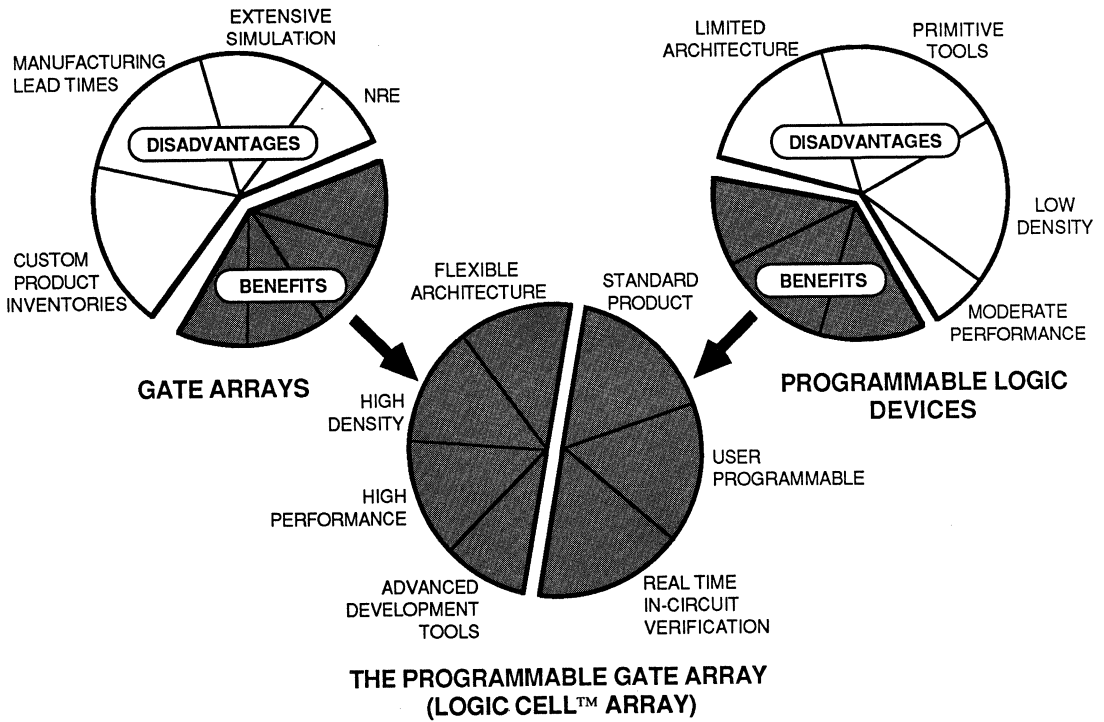 EXTENSIVE
SIMULATION
MANUFACTURING
LEAD TIMES
NRE
DISADVANTAGES
CUSTOM
PRODUCT
INVENTORIES
BENEFITS
GATE ARRAYS
LIMITED
ARCHITECTURE
PRIMITIVE
TOOLS
DISADVANTAGES
LOW
DENSITY
BENEFITS
MODERATE
PERFORMANCE
PROGRAMMABLE LOGIC
DEVICES
FLEXIBLE
ARCHITECTURE
STANDARD
PRODUCT
HIGH
DENSITY
USER
PROGRAMMABLE
HIGH
PERFORMANCE
ADVANCED
DEVELOPMENT
TOOLS
REAL TIME
IN-CIRCUIT
VERIFICATION
THE PROGRAMMABLE GATE ARRAY
(LOGIC CELL™ ARRAY)